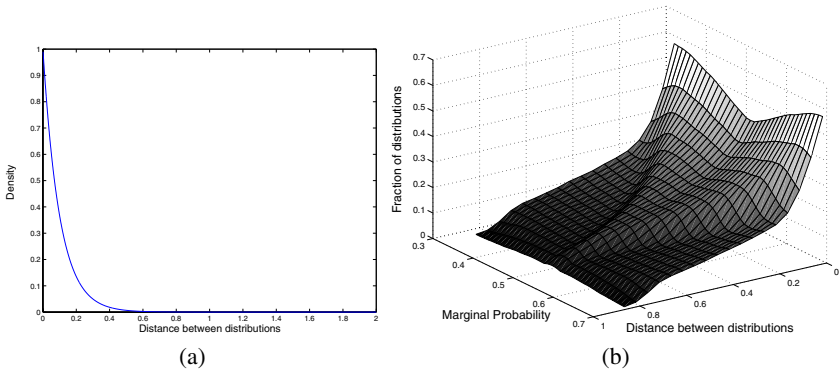 1
0.9
0.8
0.7
0.6
0.5
0.4
0.3
0.2
0.1
0
Density
0 0.2 0.4 0.6 0.8 1 1.2 1.4 1.6 1.8 2
Distance between distributions
(a)
0.7
0.6
0.5
0.4
0.3
0.2
0.1
0
Fraction of distributions
0.3
0.4
0.5
0.6
0.7
Marginal Probability
1 0.8 0.6 0.4 0.2 0
Distance between distributions
(b)